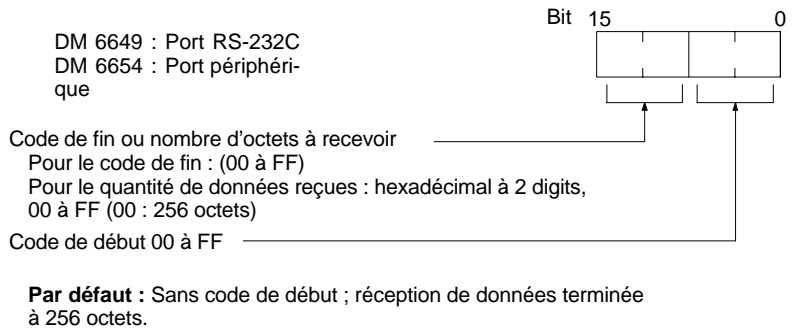 Bit 15 0
DM 6649 : Port RS-232C
DM 6654 : Port périphéri-
que
Code de fin ou nombre d'octets à recevoir
Pour le code de fin : (00 à FF)
Pour le quantité de données reçues : hexadécimal à 2 digits,
00 à FF (00 : 256 octets)
Code de début 00 à FF
Par défaut : Sans code de début ; réception de données terminée
à 256 octets.